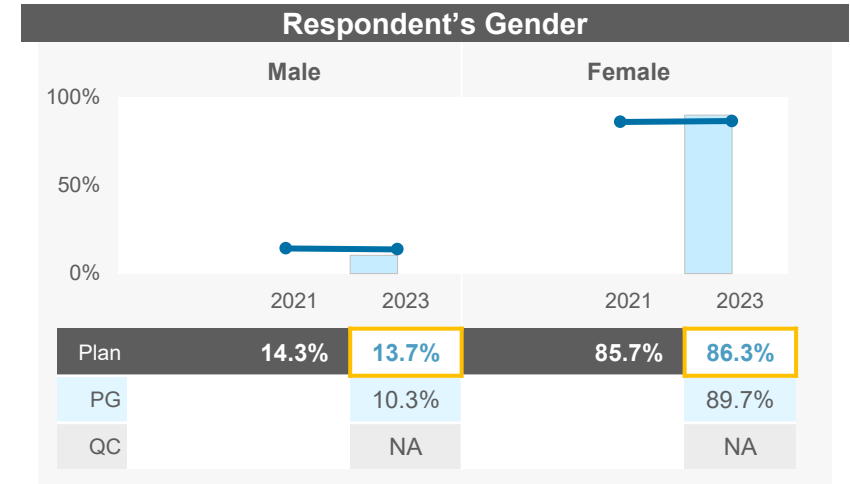 Respondent's Gender
Male Female
100%
50%
0%
2021 2023 2021 2023
Plan 14.3% 13.7% 85.7% 86.3%
PG 10.3% 89.7%
QC NA NA